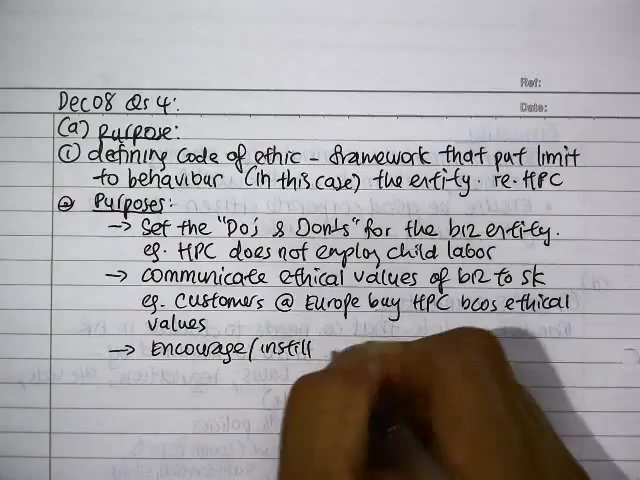 Ref:
Dec 08 Qs 4:
Date:
(a) Purpose:
① defining Code of ethic - framework that put limit
to behaviour (in this case) the entity. re. HPC
② Purposes:
→ Set the "Do's & Donts" for the biz entity.
eg. HPC does not employ child labor
→ communicate ethical values of biz to sk
eg. Customers @ Europe buy HPC bcos ethical
values
→ Encourage/instill